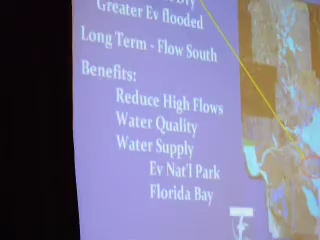 Dry
Greater Ev flooded
Long Term - Flow South
Benefits:
Reduce High Flows
Water Quality
Water Supply
Ev Nat'l Park
Florida Bay